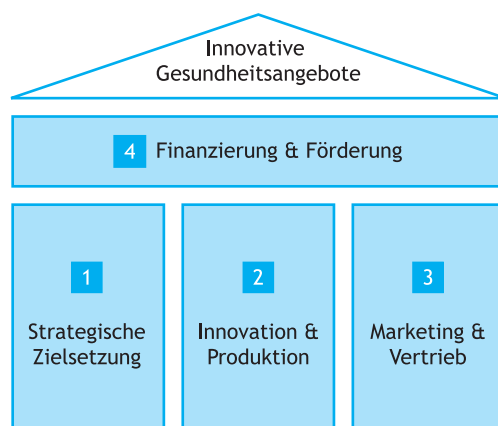 Innovative
Gesundheitsangebote
4 Finanzierung & Förderung
1
Strategische
Zielsetzung
2
Innovation &
Produktion
3
Marketing &
Vertrieb